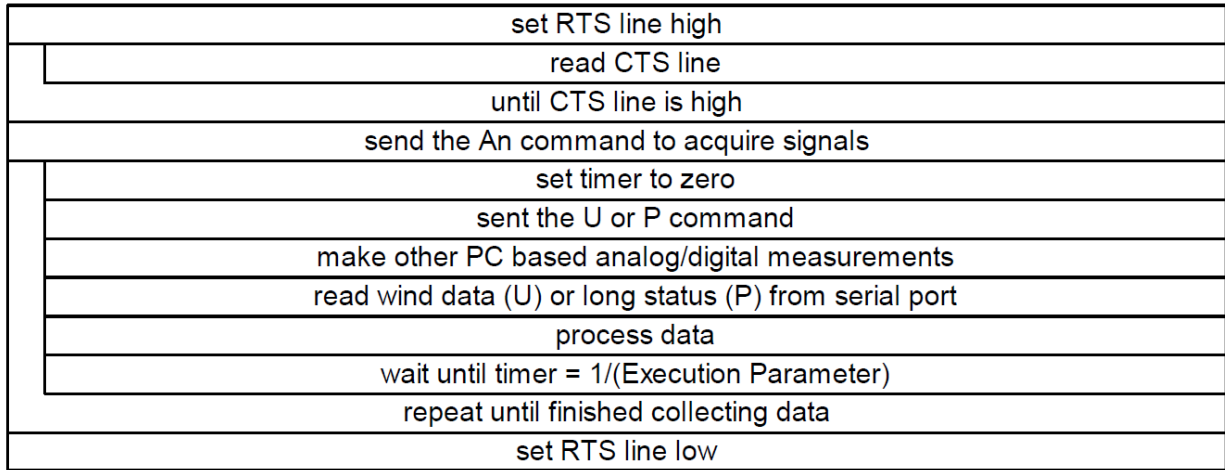 set RTS line high
read CTS line
until CTS line is high
send the An command to acquire signals
set timer to zero
sent the U or P command
make other PC based analog/digital measurements
read wind data (U) or long status (P) from serial port
process data
wait until timer = 1/(Execution Parameter)
repeat until finished collecting data
set RTS line low